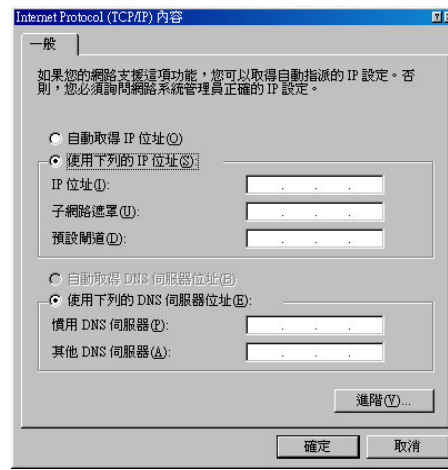 Internet Protocol (TCP/IP) 內容
一般
如果您的網路支援這項功能，您可以取得自動指派的 IP 設定。否
則，您必須詢問網路系統管理員正確的 IP 設定。
自動取得 IP 位址(O)
使用下列的 IP 位址(S):
IP 位址(I):
子網路遮罩(U):
預設閘道(D):
自動取得 DNS 伺服器位址(B)
使用下列的 DNS 伺服器位址(E):
慣用 DNS 伺服器(P):
其他 DNS 伺服器(A):
進階(V)...
確定
取消